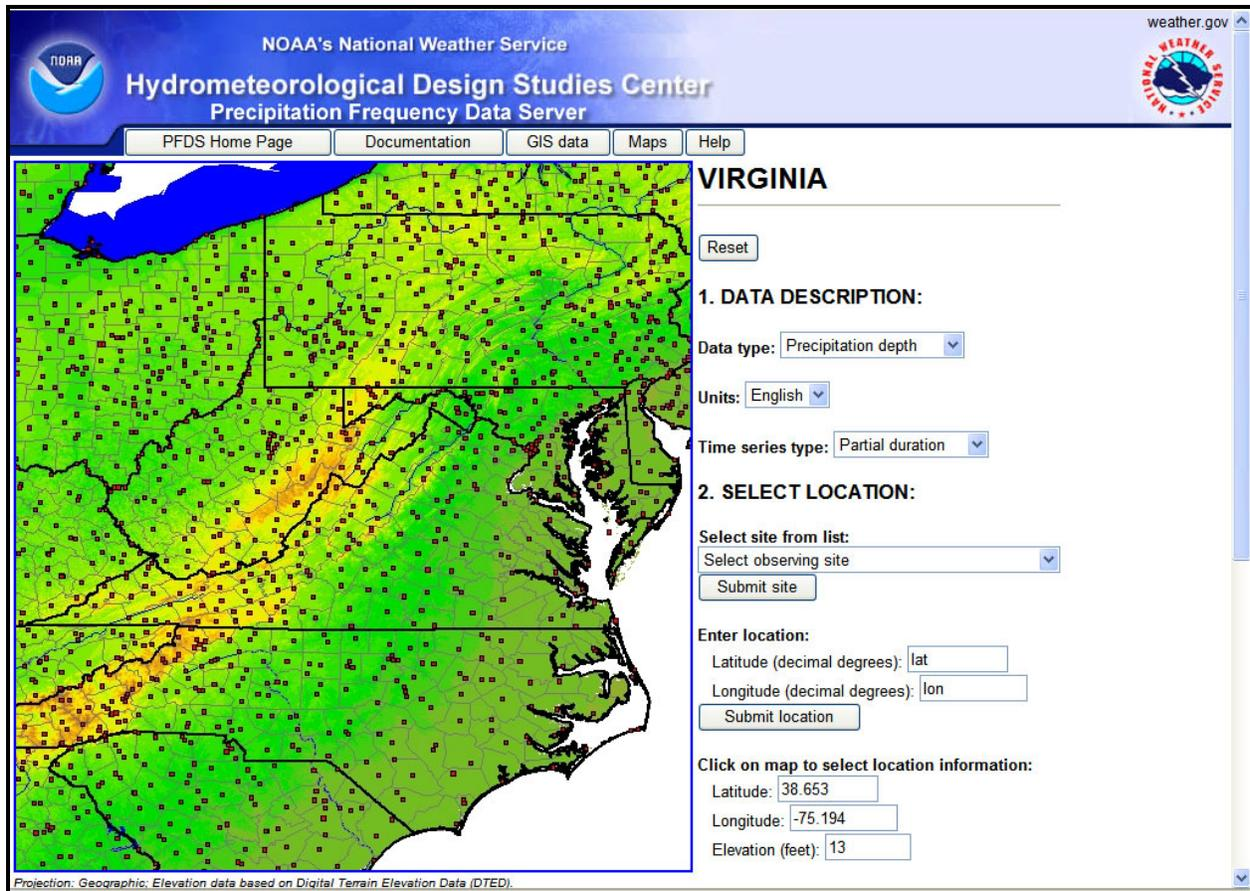 weather.gov
NOAA
NOAA's National Weather Service
Hydrometeorological Design Studies Center
Precipitation Frequency Data Server
NATIONAL WEATHER SERVICE
PFDS Home Page Documentation GIS data Maps Help
VIRGINIA
Reset
1. DATA DESCRIPTION:
Data type: Precipitation depth
Units: English
Time series type: Partial duration
2. SELECT LOCATION:
Select site from list:
Select observing site
Submit site
Enter location:
Latitude (decimal degrees): lat
Longitude (decimal degrees): lon
Submit location
Click on map to select location information:
Latitude: 38.653
Longitude: -75.194
Elevation (feet): 13
Projection: Geographic; Elevation data based on Digital Terrain Elevation Data (DTED).